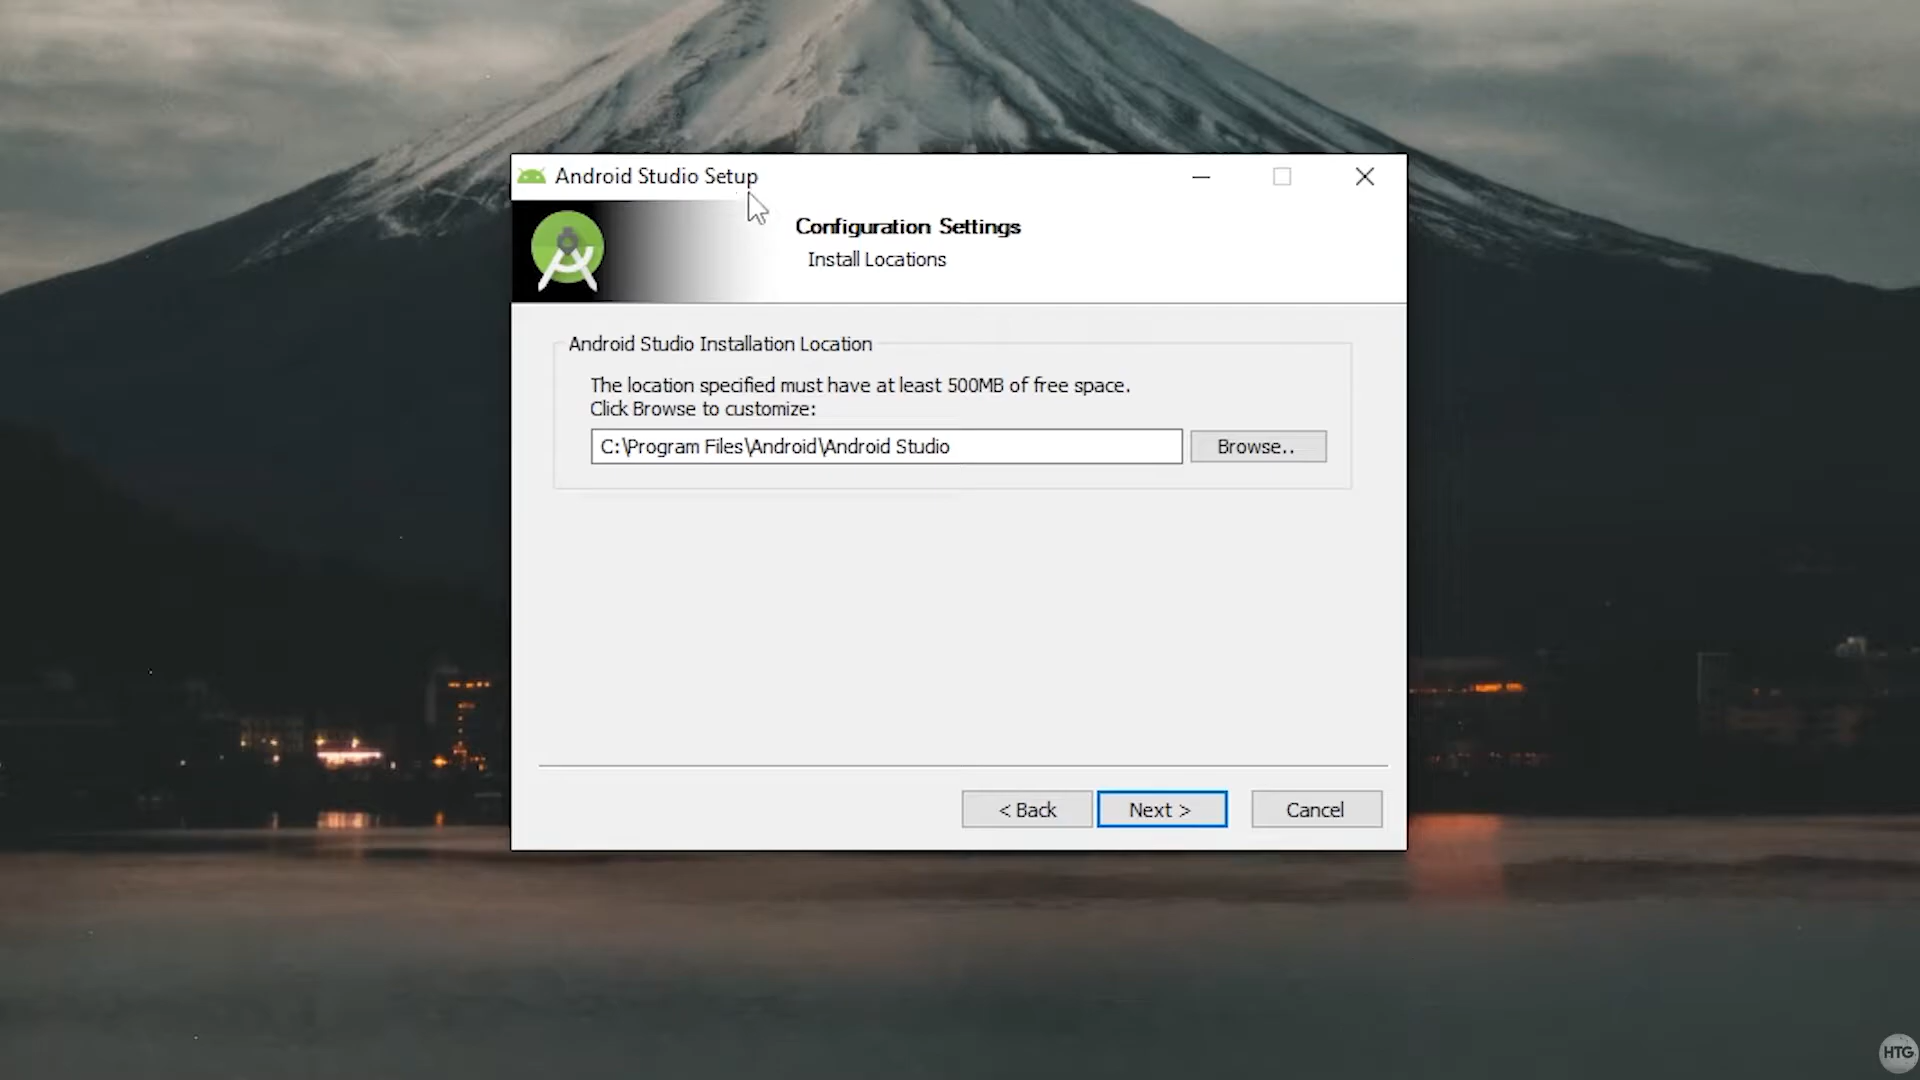 Android Studio Setup
Configuration Settings
Install Locations
Android Studio Installation Location
The location specified must have at least 500MB of free space.
Click Browse to customize:
C:\Program Files\Android\Android Studio
Browse..
< Back
Next >
Cancel
HTG